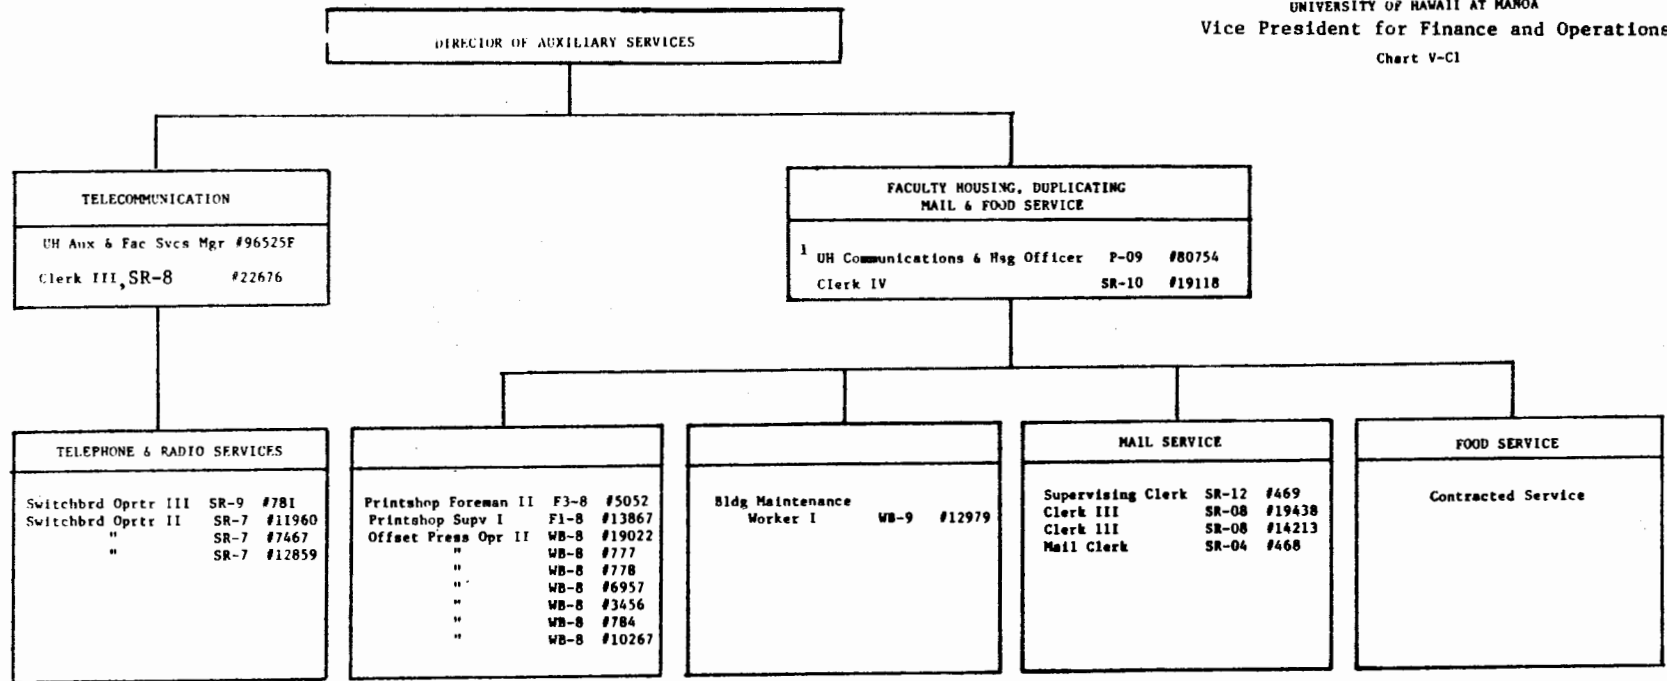 UNIVERSITY OF HAWAII AT MANOA
Vice President for Finance and Operations
Chart V-C1
DIRECTOR OF AUXILIARY SERVICES
TELECOMMUNICATION
UH Aux & Fac Svcs Mgr #96525F
Clerk III, SR-8 #22676
FACULTY HOUSING, DUPLICATING
MAIL & FOOD SERVICE
1 UH Communications & Hsg Officer P-09 #80754
Clerk IV SR-10 #19118
TELEPHONE & RADIO SERVICES
Switchbrd Oprtr III SR-9 #781
Switchbrd Oprtr II SR-7 #11960
" SR-7 #7467
" SR-7 #12859
Printshop Foreman II F3-8 #5052
Printshop Supv I F1-8 #13867
Offset Press Opr II WB-8 #19022
" WB-8 #777
" WB-8 #778
" WB-8 #6957
" WB-8 #3456
" WB-8 #784
" WB-8 #10267
Bldg Maintenance
Worker I WB-9 #12979
MAIL SERVICE
Supervising Clerk SR-12 #469
Clerk III SR-08 #19438
Clerk III SR-08 #14213
Mail Clerk SR-04 #468
FOOD SERVICE
Contracted Service